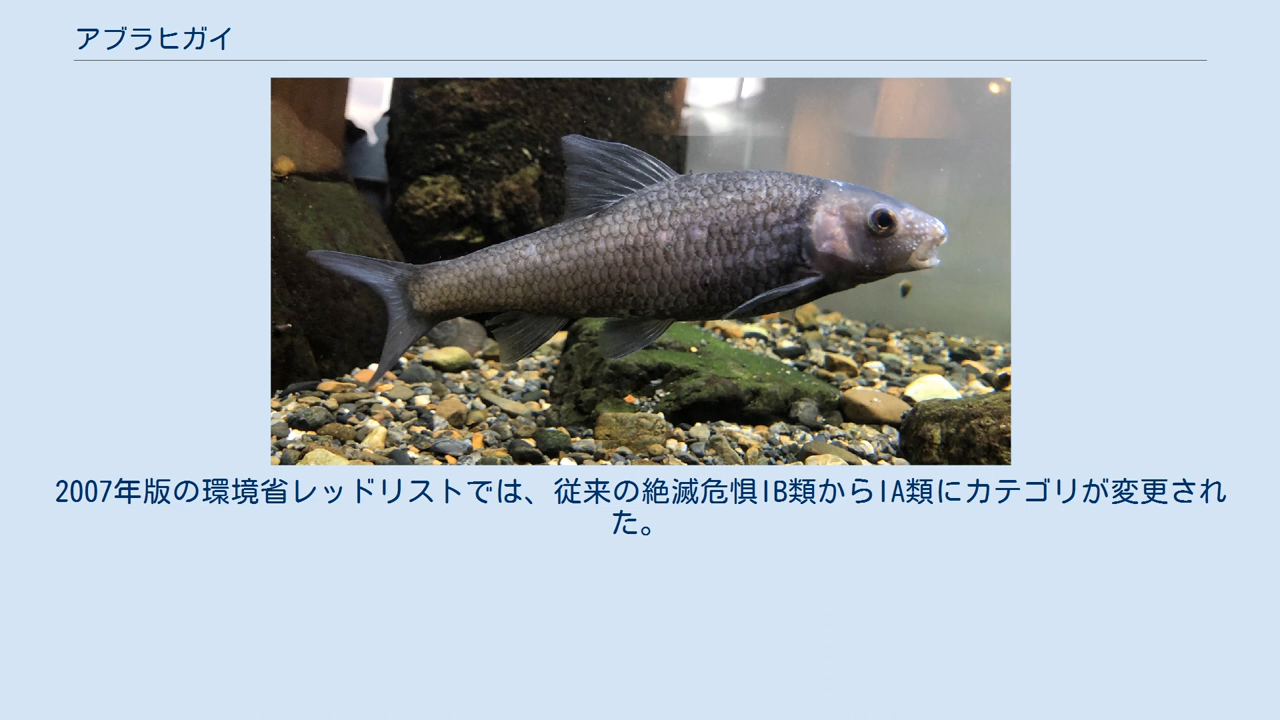 アブラヒガイ
2007年版の環境省レッドリストでは、従来の絶滅危惧IB類からIA類にカテゴリが変更され
た。